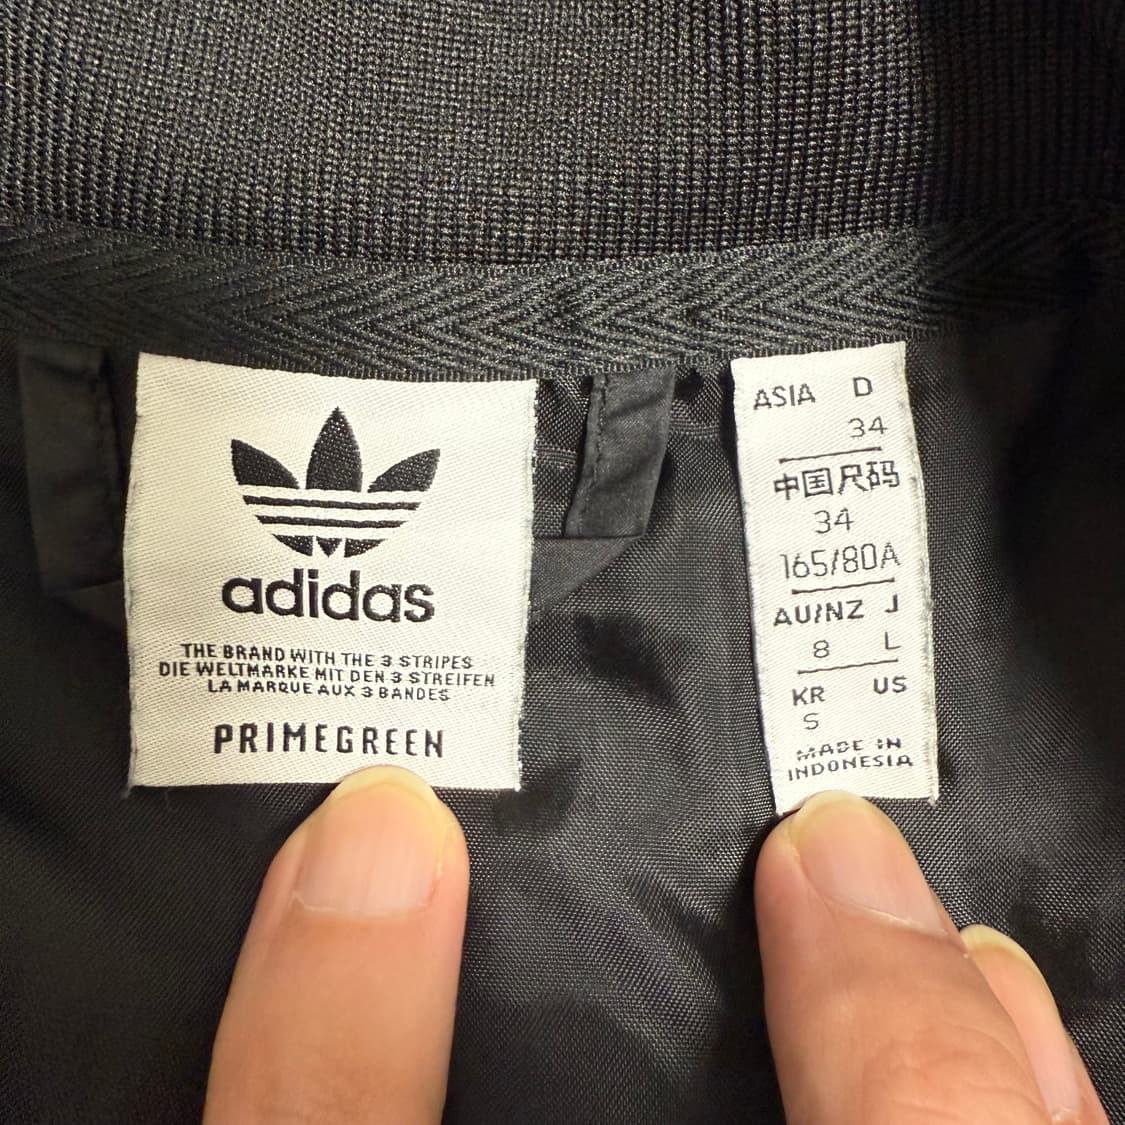 adidas
THE BRAND WITH THE 3 STRIPES
DIE WELTMARKE MIT DEN 3 STREIFEN
LA MARQUE AUX 3 BANDES
PRIMEGREEN
ASIA D
34
中国尺码
34
165/80A
AU/NZ J
8 L
KR US
S
MADE IN
INDONESIA